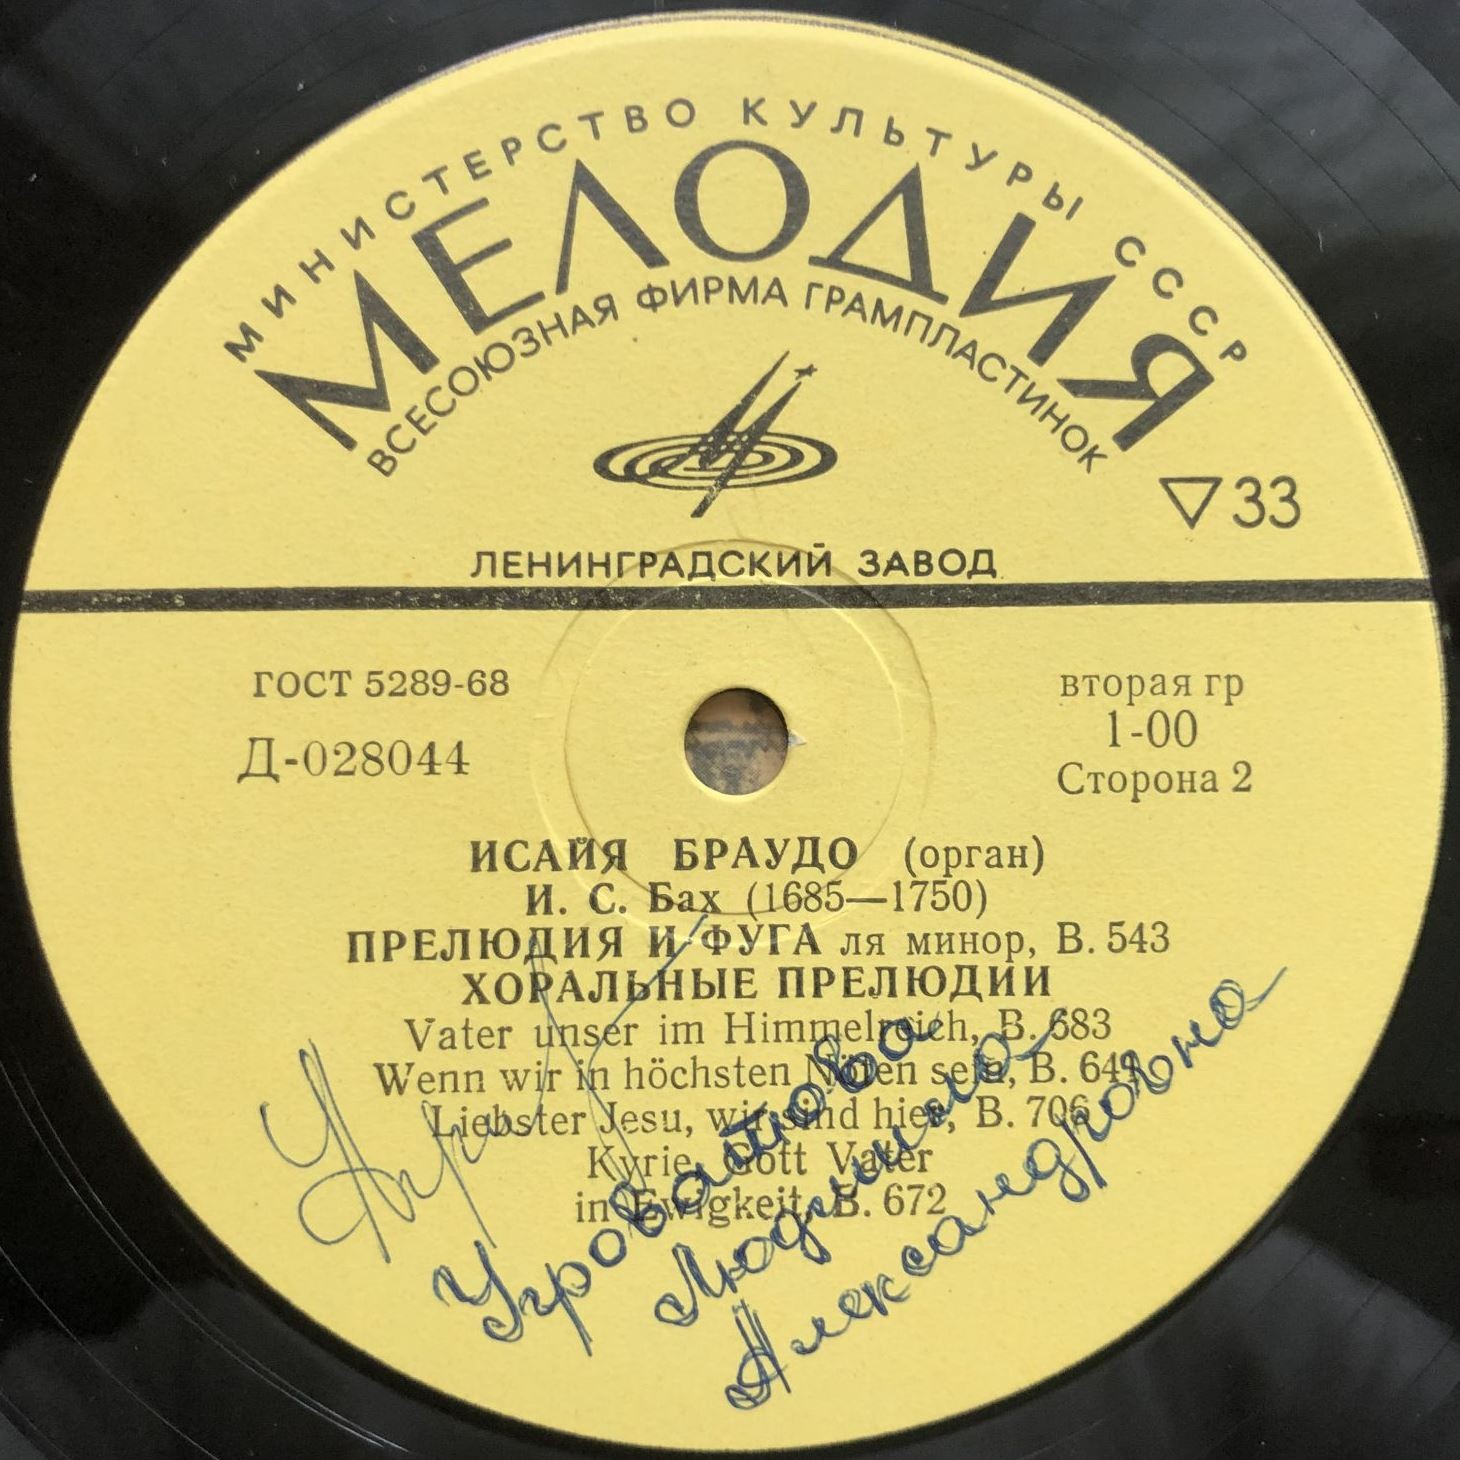 МИНИСТЕРСТВО КУЛЬТУРЫ СССР
МЕЛОДИЯ
ВСЕСОЮЗНАЯ ФИРМА ГРАМПЛАСТИНОК
33
ЛЕНИНГРАДСКИЙ ЗАВОД
ГОСТ 5289-68
вторая гр
Д-028044
1-00
Сторона 2
ИСАЙЯ БРАУДО (орган)
И. С. Бах (1685—1750)
ПРЕЛЮДИЯ И ФУГА ля минор, B. 543
ХОРАЛЬНЫЕ ПРЕЛЮДИИ
Vater unser im Himmelreich, B. 683
Wenn wir in höchsten Nöten sein, B. 641
Liebster Jesu, wir sind hier, B. 706
Kyrie, Gott Vater
in Ewigkeit, B. 672
Угроватова
Людмила
Александровна